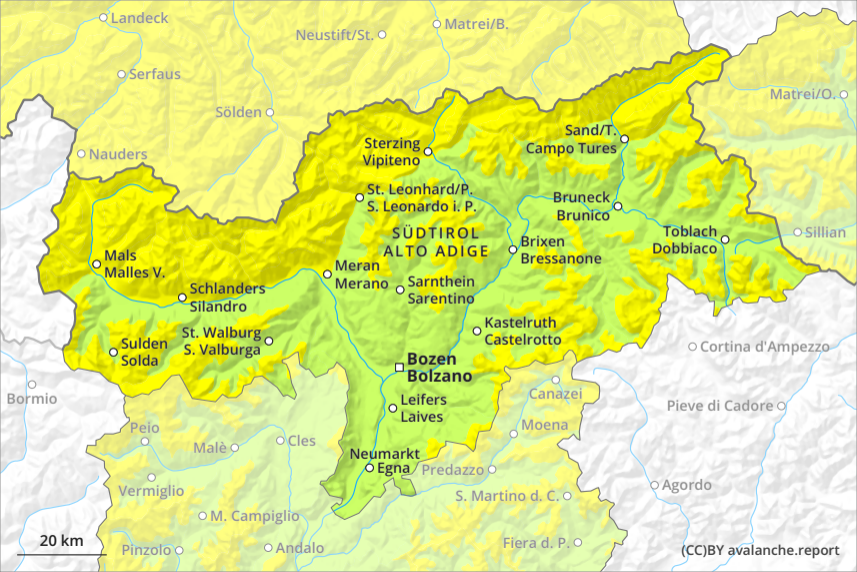 Landeck
Matrei/B.
Neustift/St.
Serfaus
Matrei/O.
Sölden
Sand/T.
Campo Tures
Sterzing
Vipiteno
Nauders
St. Leonhard/P.
S. Leonardo i. P.
Bruneck
Brunico
SÜDTIROL
ALTO ADIGE
Toblach
Dobbiaco
Sillian
Brixen
Bressanone
Mals
Malles V.
Meran
Merano
Sarnthein
Sarentino
Schlanders
Silandro
Kastelruth
Castelrotto
St. Walburg
S. Valburga
Sulden
Solda
Cortina d'Ampezzo
Bozen
Bolzano
Bormio
Canazei
Leifers
Laives
Pieve di Cadore
Peio
Moena
Cles
Malè
Neumarkt
Egna
Predazzo
Vermiglio
Agordo
S. Martino d. C.
M. Campiglio
20 km
Pinzolo
Andalo
Fiera d. P.
(CC)BY avalanche.report